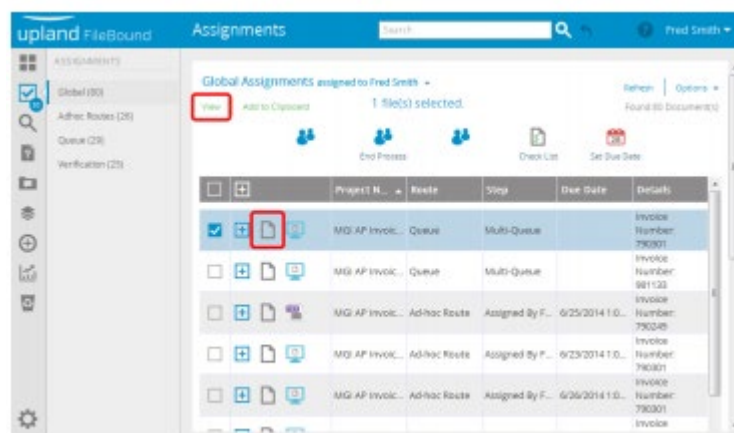 upland FileBound Assignments Search Fred Smith
ASSIGNMENTS
Global (80)
Adhoc Routes (26)
Queue (29)
Verification (25)
Global Assignments assigned to Fred Smith
Refresh Options
View Add to Clipboard 1 file(s) selected. Found 80 Document(s)
End Process Check List Set Due Date
Project N... Route Step Due Date Details
MGI AP Invoic... Queue Multi-Queue Invoice Number: 790301
MGI AP Invoic... Queue Multi-Queue Invoice Number: 981133
MGI AP Invoic... Ad-hoc Route Assigned By F... 6/25/2014 1:0... Invoice Number: 790249
MGI AP Invoic... Ad-hoc Route Assigned By F... 6/23/2014 1:0... Invoice Number: 790301
MGI AP Invoic... Ad-hoc Route Assigned By F... 6/26/2014 1:0... Invoice Number: 790301
Invoice